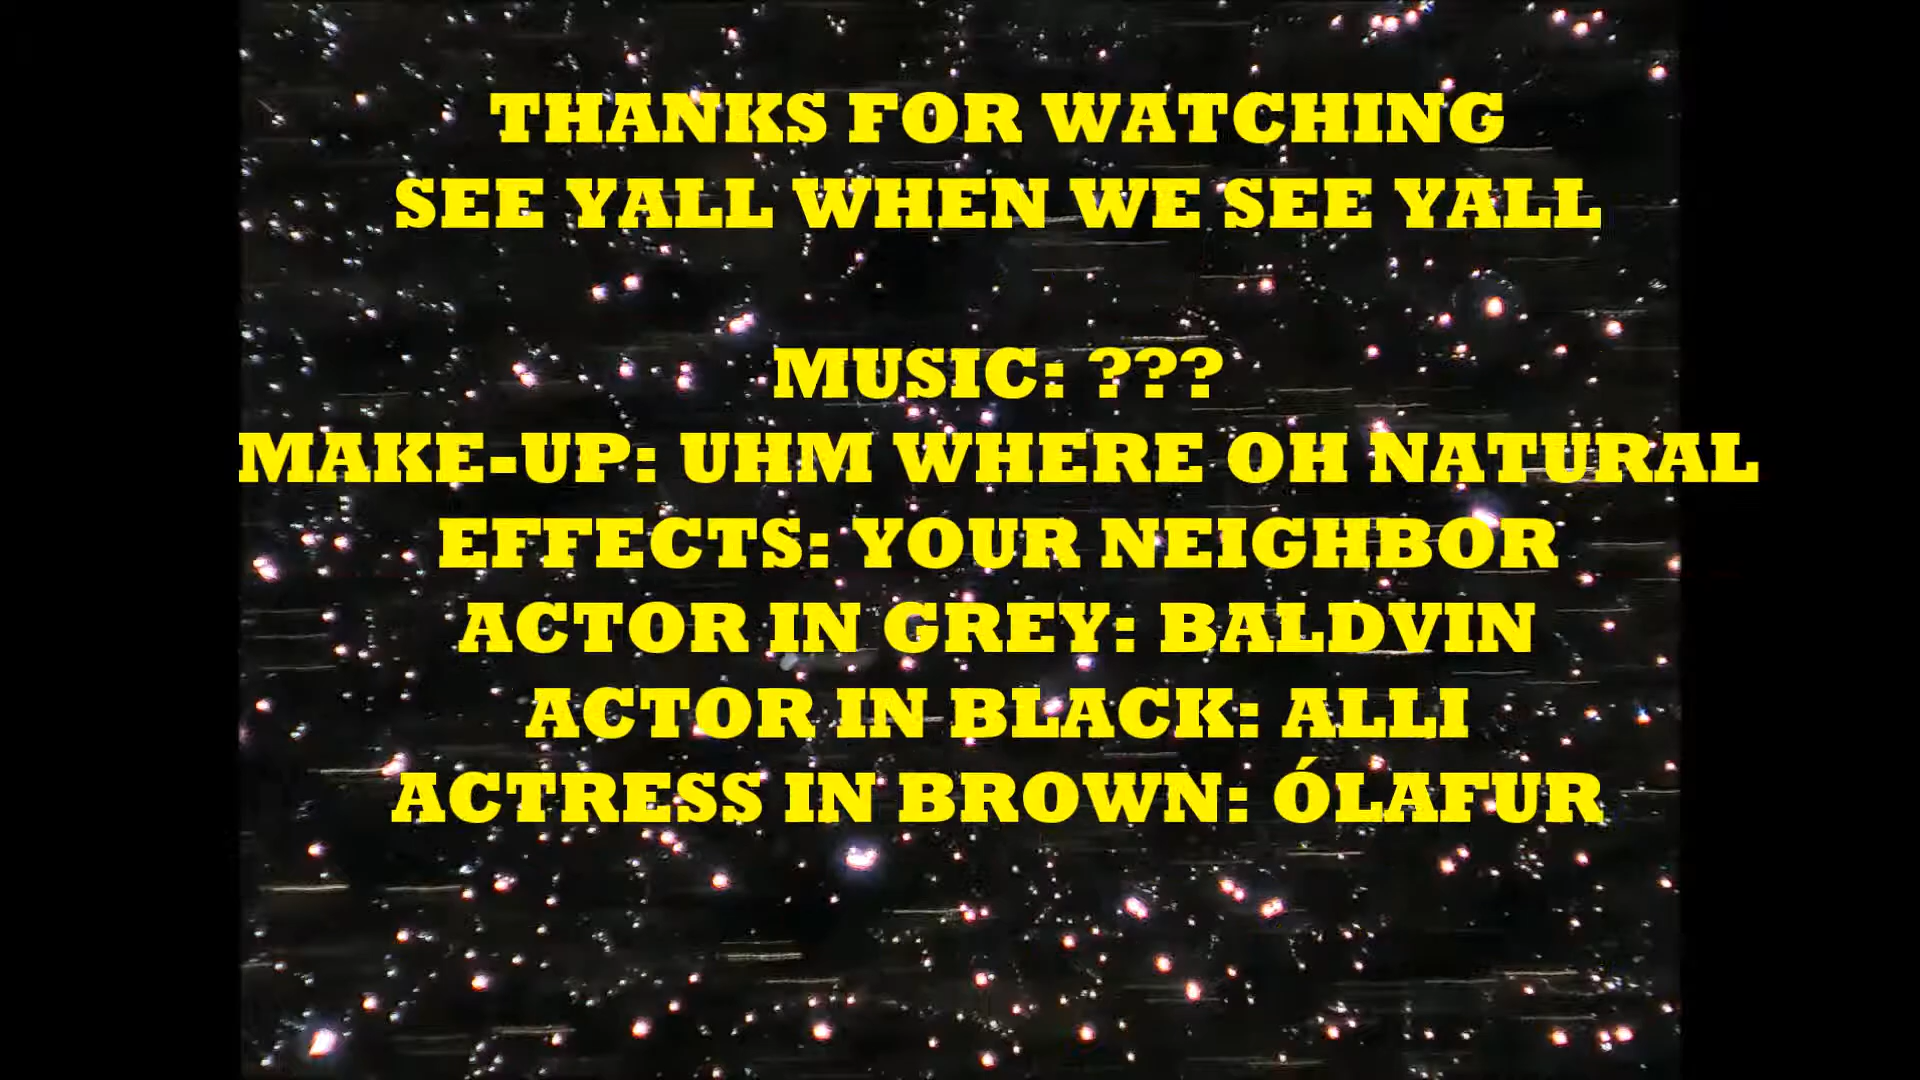 THANKS FOR WATCHING
SEE YALL WHEN WE SEE YALL
MUSIC: ???
MAKE-UP: UHM WHERE OH NATURAL
EFFECTS: YOUR NEIGHBOR
ACTOR IN GREY: BALDVIN
ACTOR IN BLACK: ALLI
ACTRESS IN BROWN: ÓLAFUR